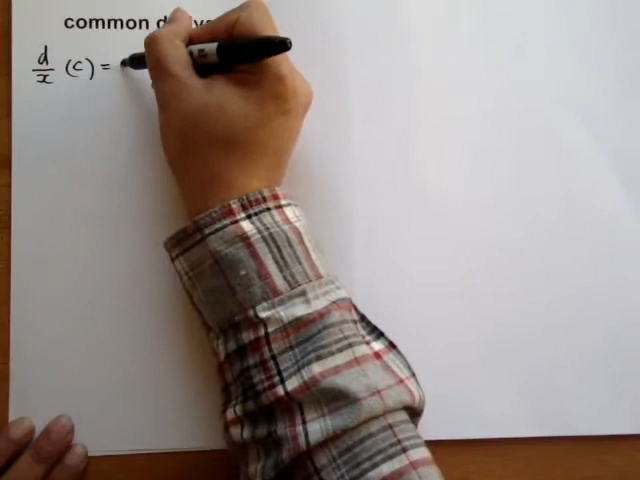 common
d/x (c) =